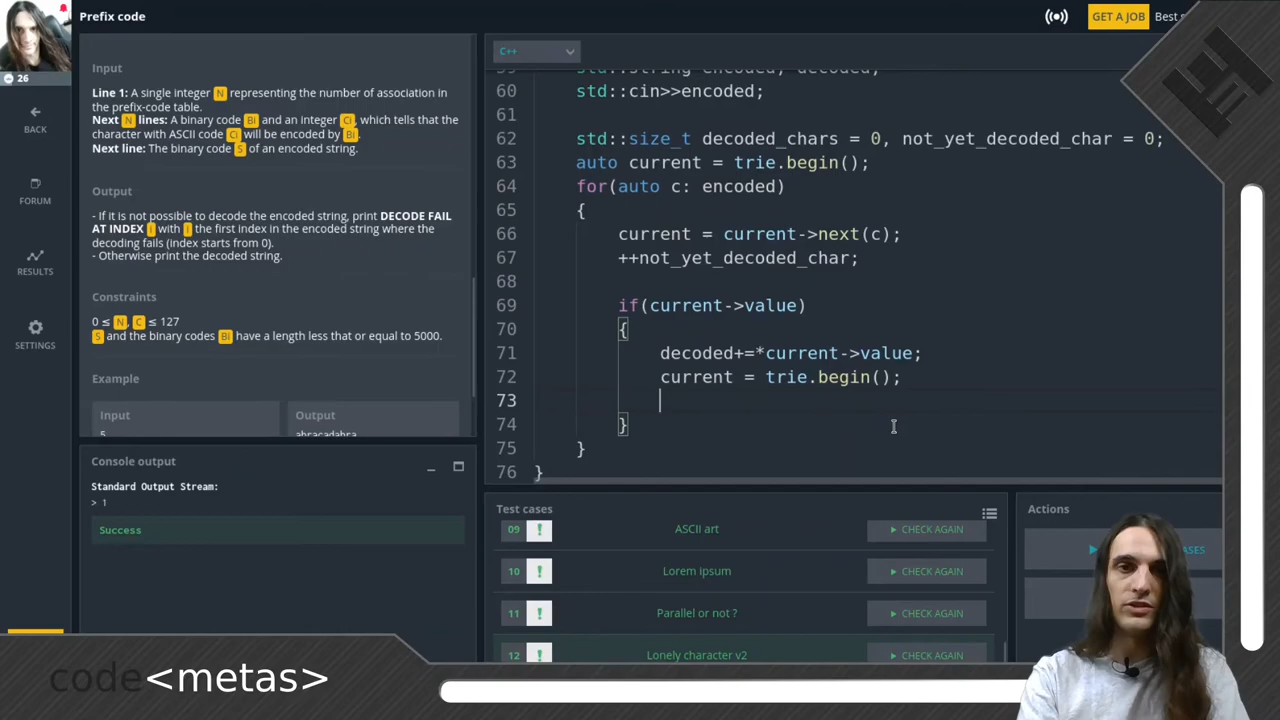 Prefix code
GET A JOB
Best
26
BACK
FORUM
RESULTS
SETTINGS
Input
Line 1: A single integer N representing the number of association in
the prefix-code table.
Next N lines: A binary code Bi and an integer Ci, which tells that the
character with ASCII code Ci will be encoded by Bi.
Next line: The binary code S of an encoded string.
Output
- If it is not possible to decode the encoded string, print DECODE FAIL
AT INDEX i with i the first index in the encoded string where the
decoding fails (index starts from 0).
- Otherwise print the decoded string.
Constraints
0 ≤ N, C ≤ 127
S and the binary codes Bi have a length less that or equal to 5000.
Example
Input
Output
5
abracadabra
Console output
Standard Output Stream:
> 1
Success
C++
59 std::string encoded, decoded;
60 std::cin>>encoded;
61
62 std::size_t decoded_chars = 0, not_yet_decoded_char = 0;
63 auto current = trie.begin();
64 for(auto c: encoded)
65 {
66 current = current->next(c);
67 ++not_yet_decoded_char;
68
69 if(current->value)
70 {
71 decoded+=*current->value;
72 current = trie.begin();
73
74 }
75 }
76 }
Test cases
09 ! ASCII art CHECK AGAIN
10 ! Lorem ipsum CHECK AGAIN
11 ! Parallel or not ? CHECK AGAIN
12 ! Lonely character v2 CHECK AGAIN
Actions
code<metas>